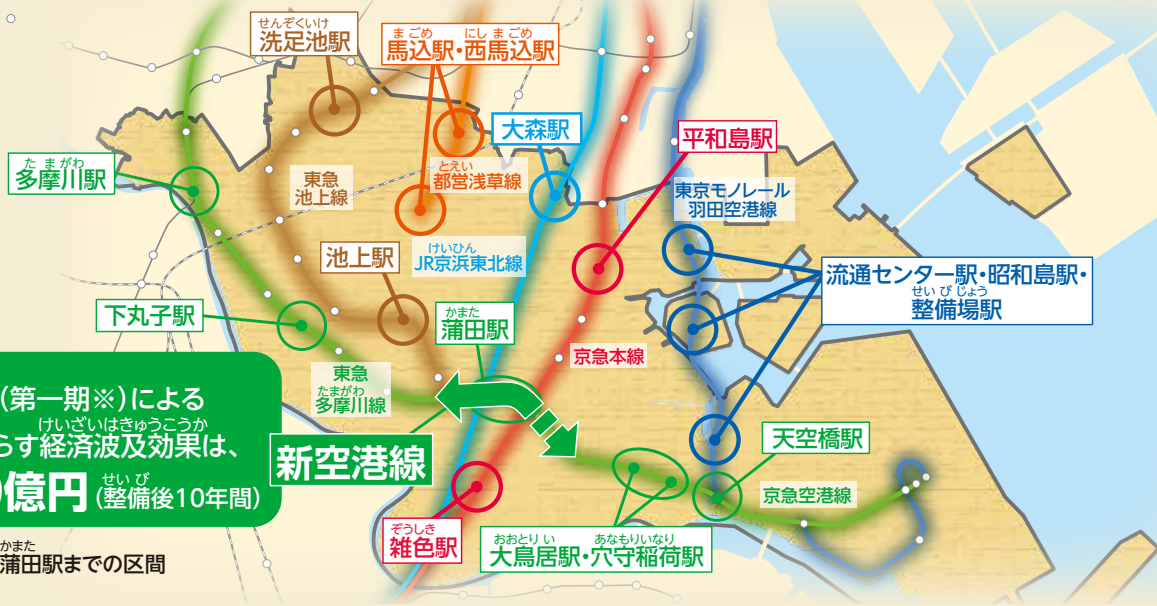 せんぞくいけ
洗足池駅
まごめ にしまごめ
馬込駅・西馬込駅
大森駅
平和島駅
たまがわ
多摩川駅
東急
池上線
とえい
都営浅草線
東京モノレール
羽田空港線
池上駅
けいひん
JR京浜東北線
流通センター駅・昭和島駅・
せいびじょう
整備場駅
下丸子駅
かまた
蒲田駅
京急本線
東急
たまがわ
多摩川線
(第一期※)による
けいざいはきゅうこうか
らす経済波及効果は、
億円(整備後10年間)
せいび
新空港線
天空橋駅
京急空港線
ぞうしき
雑色駅
おおとりい あなもりいなり
大鳥居駅・穴守稲荷駅
かまた
蒲田駅までの区間